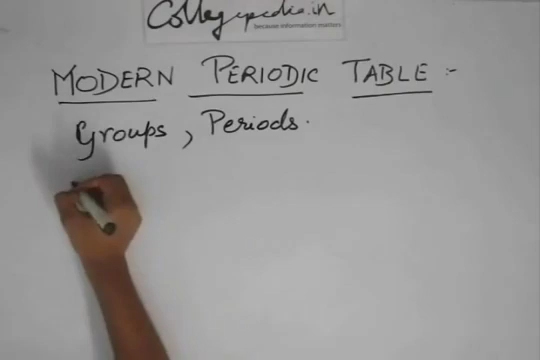 Collegepedia.in
because information matters
MODERN PERIODIC TABLE :-
Groups, Periods.